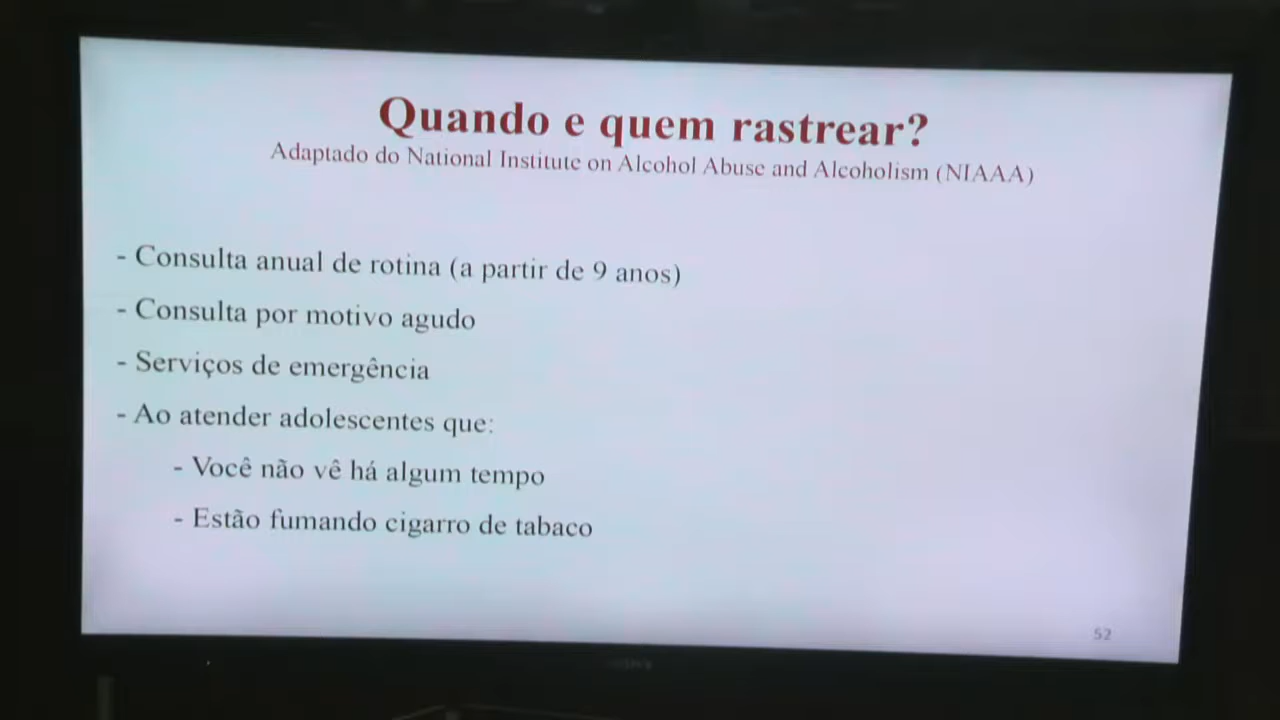 Quando e quem rastrear?
Adaptado do National Institute on Alcohol Abuse and Alcoholism (NIAAA)
- Consulta anual de rotina (a partir de 9 anos)
- Consulta por motivo agudo
- Serviços de emergência
- Ao atender adolescentes que:
- Você não vê há algum tempo
- Estão fumando cigarro de tabaco
52